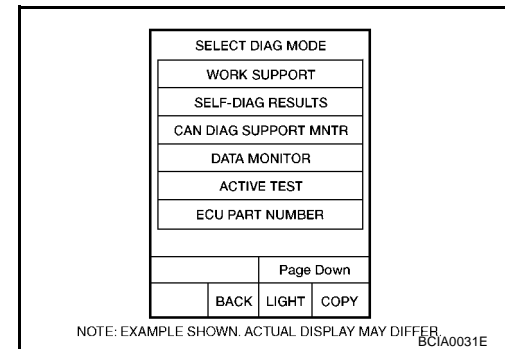 SELECT DIAG MODE
WORK SUPPORT
SELF-DIAG RESULTS
CAN DIAG SUPPORT MNTR
DATA MONITOR
ACTIVE TEST
ECU PART NUMBER
Page Down
BACK LIGHT COPY
NOTE: EXAMPLE SHOWN. ACTUAL DISPLAY MAY DIFFER.
BCIA0031E